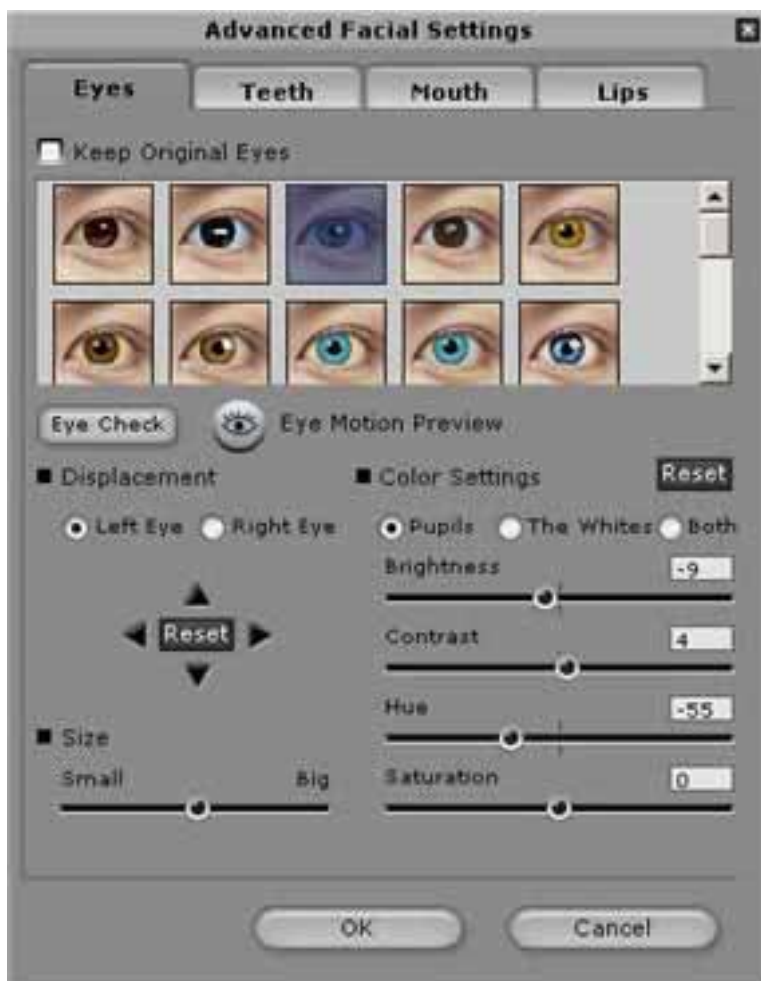 Advanced Facial Settings
Eyes Teeth Mouth Lips
Keep Original Eyes
Eye Check Eye Motion Preview
Displacement
Left Eye Right Eye
Reset
Size
Small Big
Color Settings Reset
Pupils The Whites Both
Brightness -9
Contrast 4
Hue -55
Saturation 0
OK Cancel